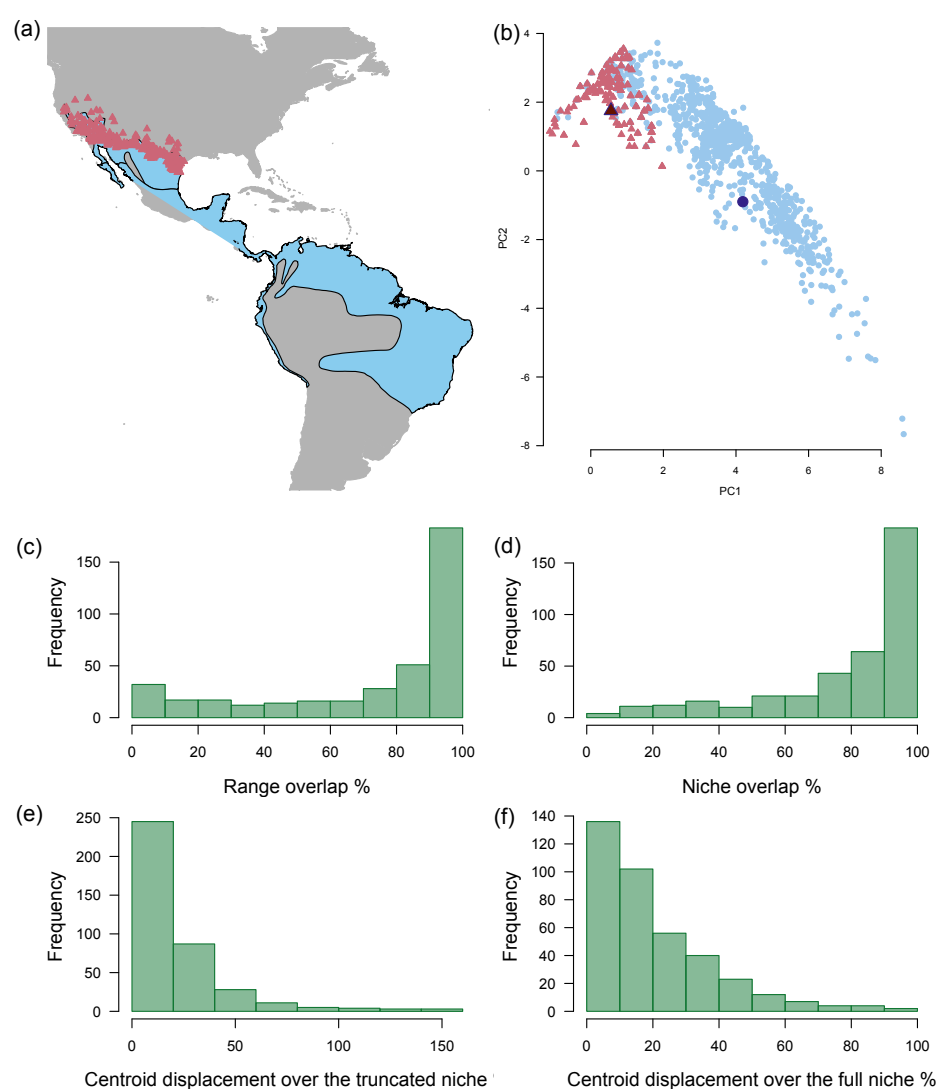 (a)
(b)
4
2
0
-2
-4
-6
-8
PC2
0 2 4 6 8
PC1
(c)
150
100
50
0
Frequency
0 20 40 60 80 100
Range overlap %
(d)
150
100
50
0
Frequency
0 20 40 60 80 100
Niche overlap %
(e)
250
200
150
100
50
0
Frequency
0 50 100 150
Centroid displacement over the truncated niche
(f)
140
120
100
80
60
40
20
0
Frequency
0 20 40 60 80 100
Centroid displacement over the full niche %